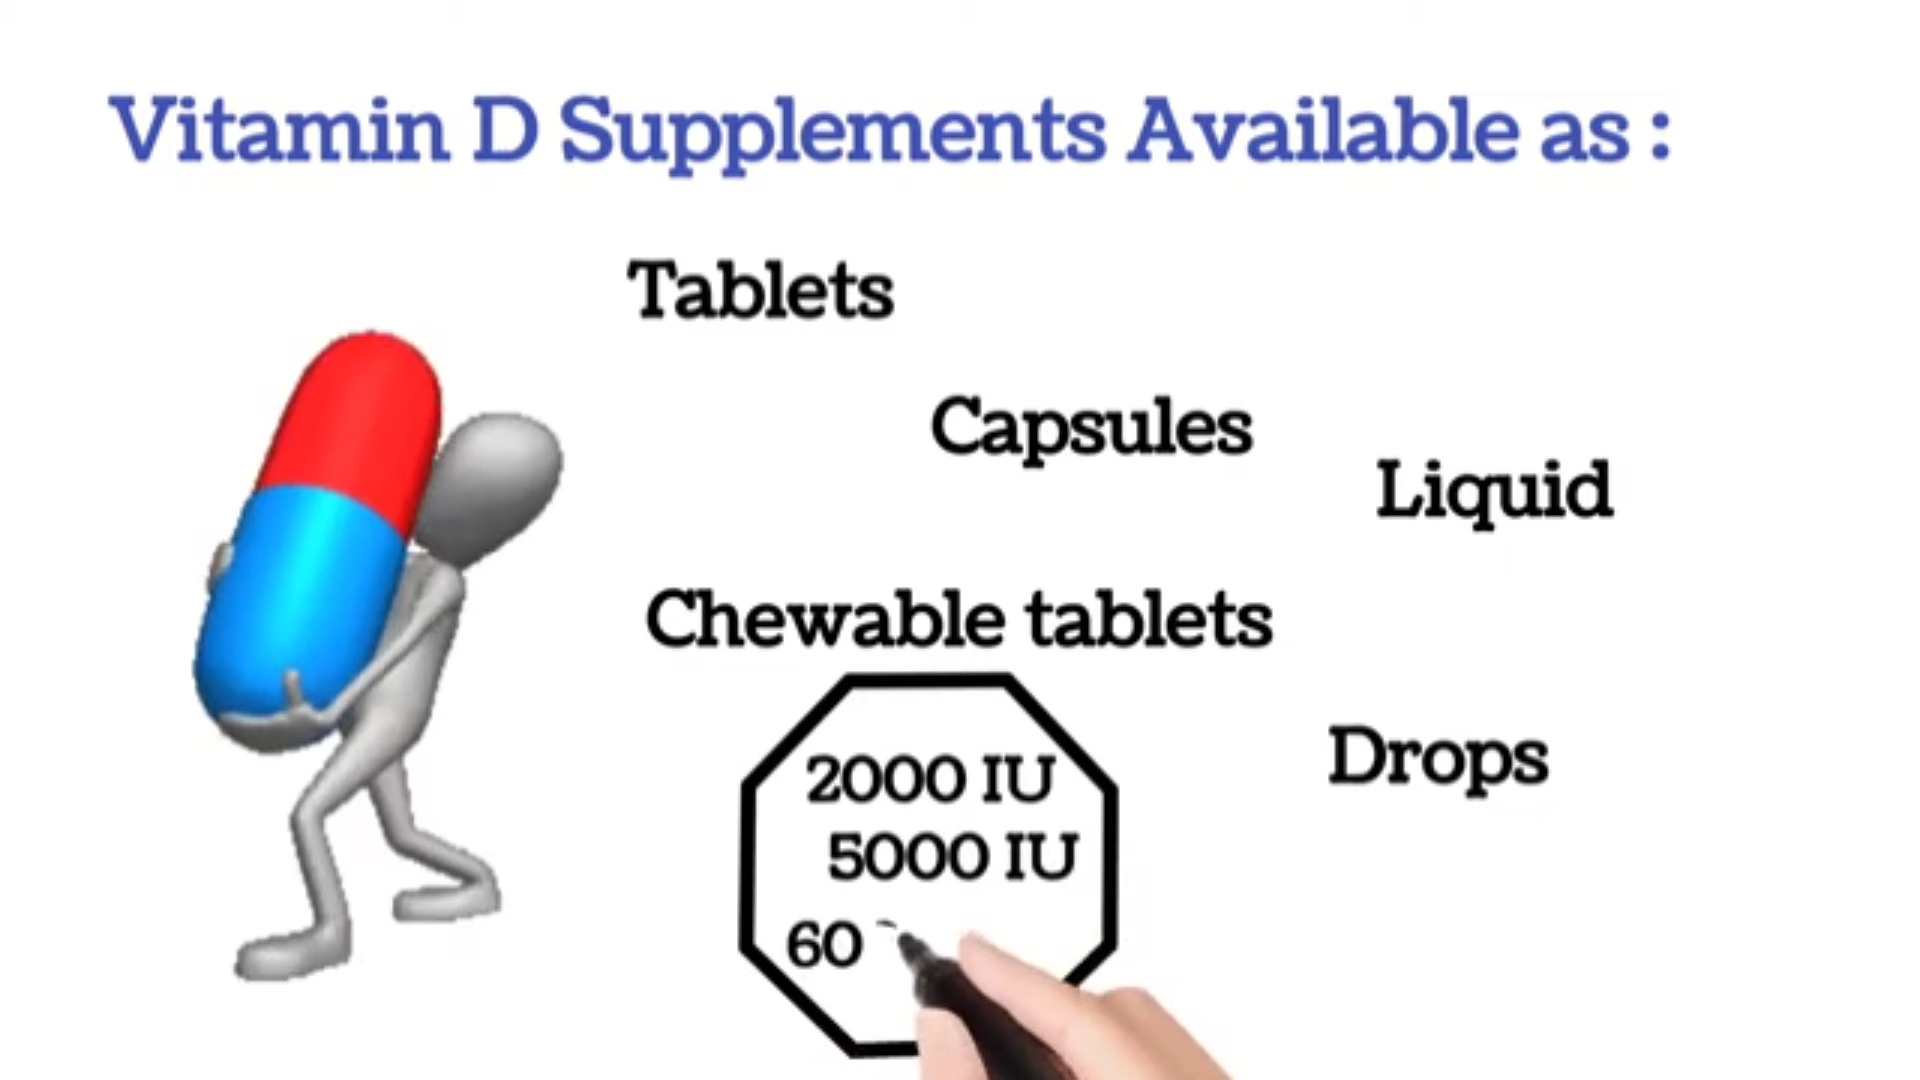 Vitamin D Supplements Available as :
Tablets
Capsules
Liquid
Chewable tablets
Drops
2000 IU
5000 IU
60